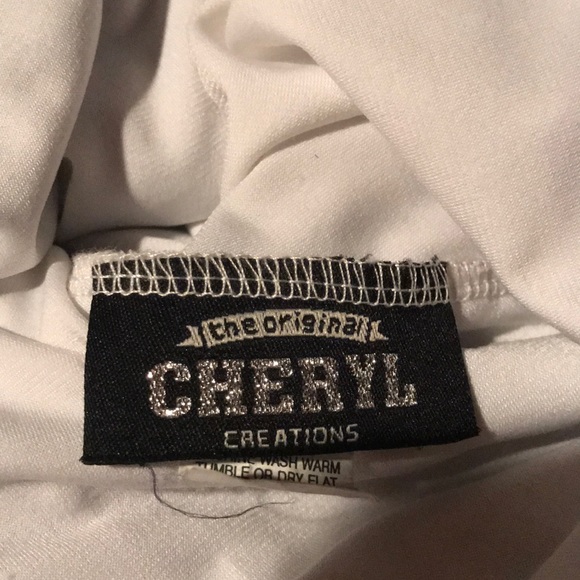 the original
CHERYL
CREATIONS
WASH WARM
TUMBLE OR DRY FLAT